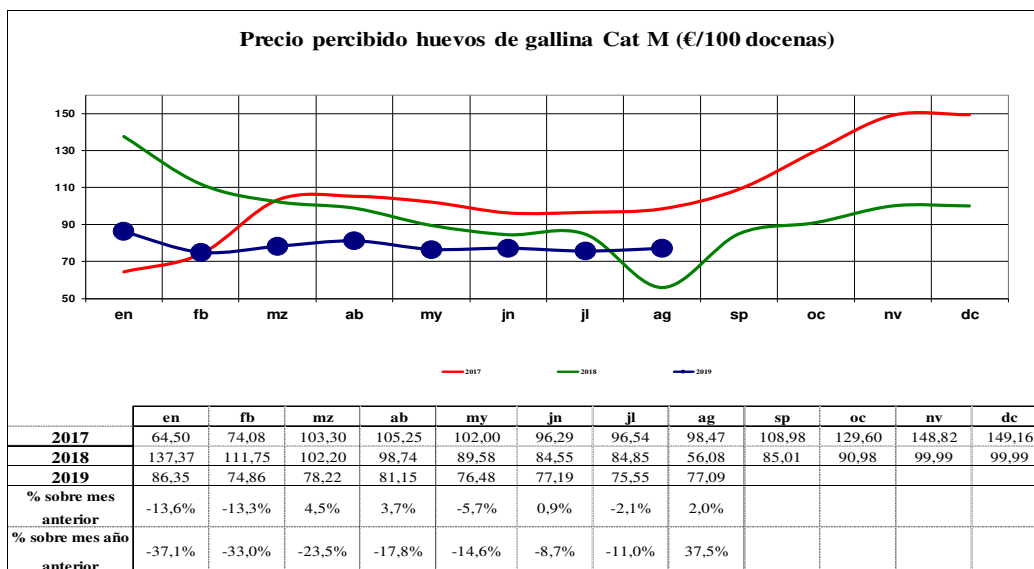 Precio percibido huevos de gallina Cat M (€/100 docenas)
150
130
110
90
70
50
en fb mz ab my jn jl ag sp oc nv dc
2017 2018 2019
en fb mz ab my jn jl ag sp oc nv dc
2017 64,50 74,08 103,30 105,25 102,00 96,29 96,54 98,47 108,98 129,60 148,82 149,16
2018 137,37 111,75 102,20 98,74 89,58 84,55 84,85 56,08 85,01 90,98 99,99 99,99
2019 86,35 74,86 78,22 81,15 76,48 77,19 75,55 77,09
% sobre mes
anterior -13,6% -13,3% 4,5% 3,7% -5,7% 0,9% -2,1% 2,0%
% sobre mes año
anterior -37,1% -33,0% -23,5% -17,8% -14,6% -8,7% -11,0% 37,5%